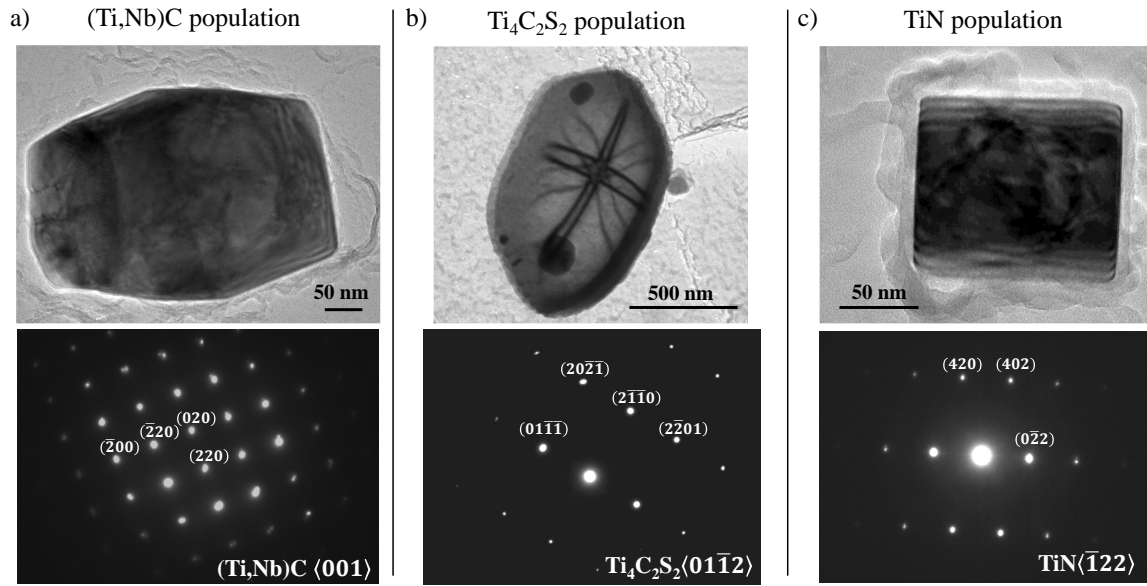 a) (Ti,Nb)C population
b) Ti₄C₂S₂ population
c) TiN population
50 nm
500 nm
50 nm
(2̅00)
(2̅20)
(020)
(220)
(Ti,Nb)C ⟨001⟩
(202̅1̅)
(21̅1̅0)
(011̅1̅)
(22̅01)
Ti₄C₂S₂⟨011̅2⟩
(420)
(402)
(02̅2)
TiN⟨1̅22⟩